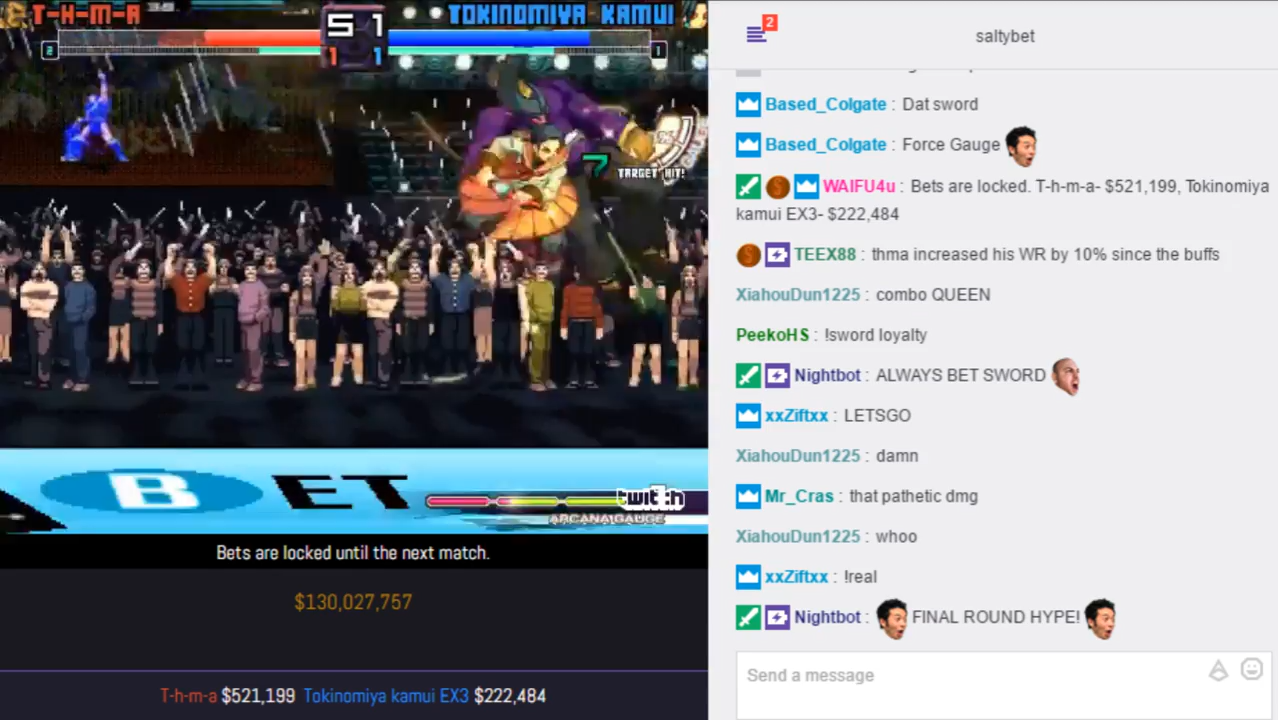 T-H-M-A
51
TOKINOMIYA KAMUI
2
1
1
1
7
TARGET HIT!
B ET
twitch
ARCANA GAUGE
Bets are locked until the next match.
$130,027,757
T-h-m-a $521,199 Tokinomiya kamui EX3 $222,484
2
saltybet
Based_Colgate : Dat sword
Based_Colgate : Force Gauge
WAIFU4u : Bets are locked. T-h-m-a- $521,199, Tokinomiya
kamui EX3- $222,484
TEEX88 : thma increased his WR by 10% since the buffs
XiahouDun1225 : combo QUEEN
PeekoHS : !sword loyalty
Nightbot : ALWAYS BET SWORD
xxZiftxx : LETSGO
XiahouDun1225 : damn
Mr_Cras : that pathetic dmg
XiahouDun1225 : whoo
xxZiftxx : !real
Nightbot : FINAL ROUND HYPE!
Send a message